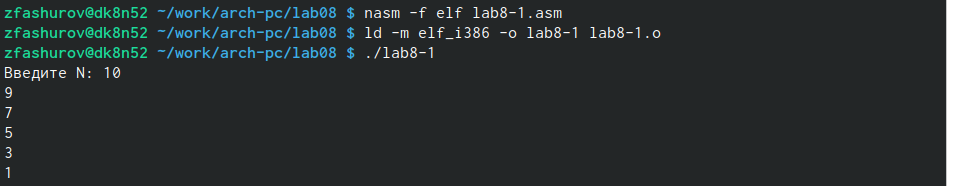 zfashurov@dk8n52 ~/work/arch-pc/lab08 $ nasm -f elf lab8-1.asm
zfashurov@dk8n52 ~/work/arch-pc/lab08 $ ld -m elf_i386 -o lab8-1 lab8-1.o
zfashurov@dk8n52 ~/work/arch-pc/lab08 $ ./lab8-1
Введите N: 10
9
7
5
3
1